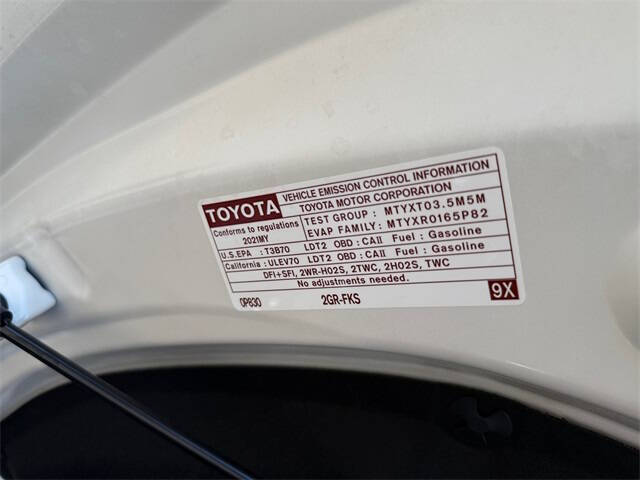 TOYOTA
VEHICLE EMISSION CONTROL INFORMATION
TOYOTA MOTOR CORPORATION
Conforms to regulations
2021MY
TEST GROUP : MTYXT03.5M5M
EVAP FAMILY: MTYXR0165P82
U.S.EPA : T3B70 LDT2 OBD:CAII Fuel : Gasoline
California : ULEV70 LDT2 OBD:CAII Fuel : Gasoline
DFI+SFI, 2WR-HO2S, 2TWC, 2HO2S, TWC
No adjustments needed.
0P830 2GR-FKS 9X